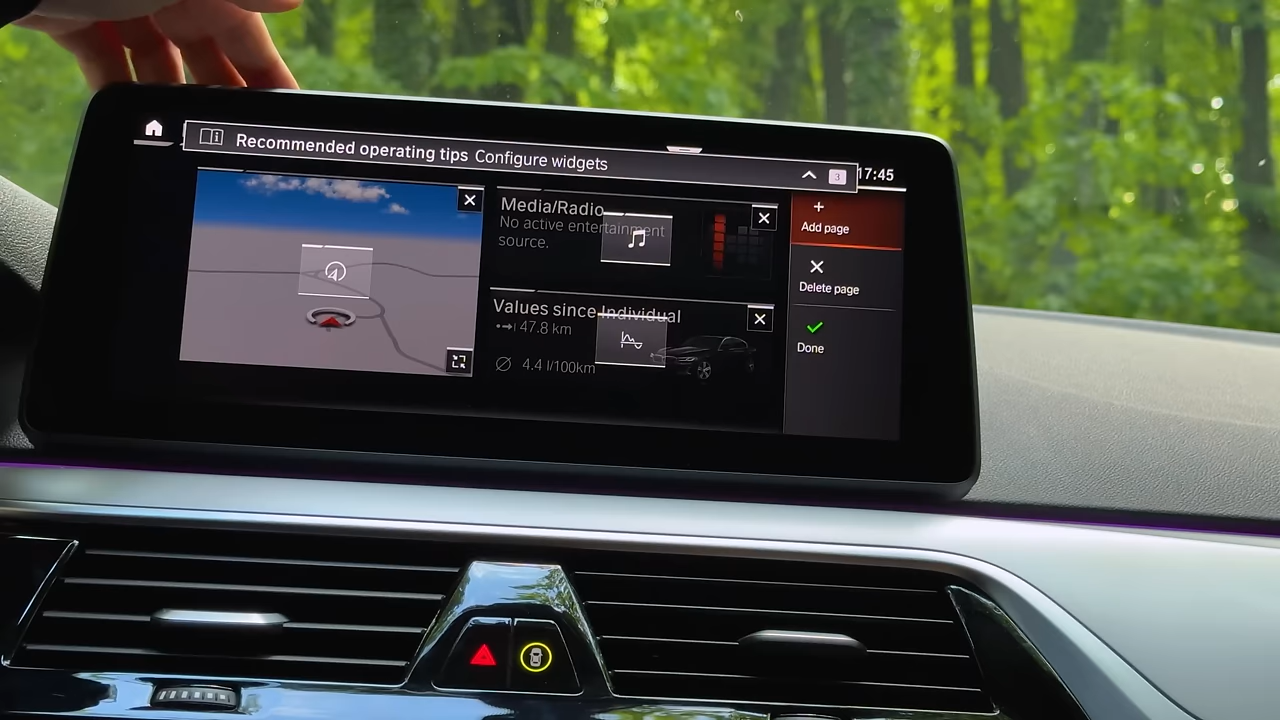 Recommended operating tips Configure widgets
3
17:45
Media/Radio
No active entertainment
source.
Values since Individual
47.8 km
4.4 l/100km
Add page
Delete page
Done